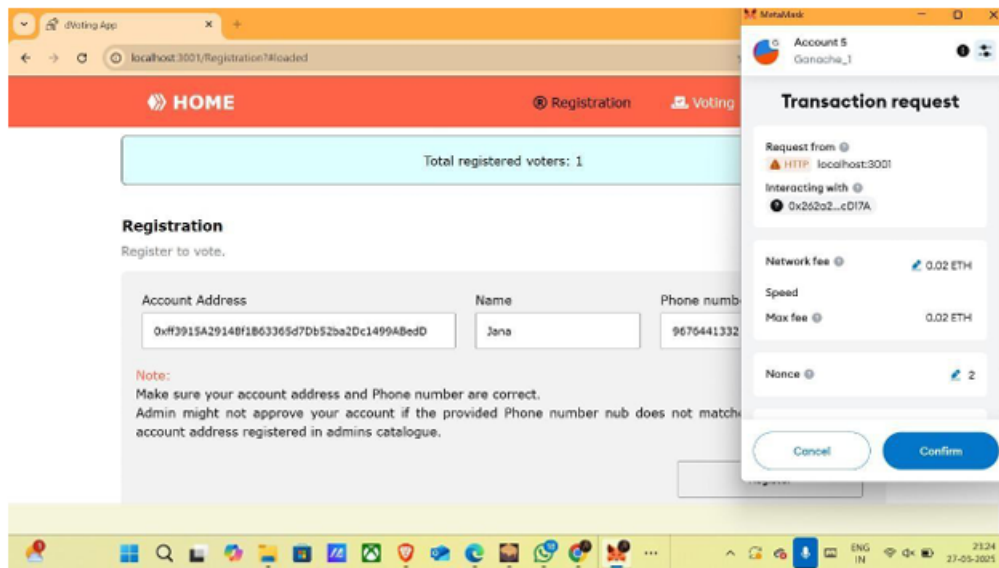 dVoting App
localhost:3001/Registration?#loaded
HOME
Registration
Voting
Total registered voters: 1
Registration
Register to vote.
Account Address
Name
Phone numb
0xff3915A29148f1B63365d7Db52ba2Dc1499ABedD
Jana
9676441332
Note:
Make sure your account address and Phone number are correct.
Admin might not approve your account if the provided Phone number nub does not matche
account address registered in admins catalogue.
MetaMask
Account 5
Ganache_1
Transaction request
Request from
HTTP localhost:3001
Interacting with
0x262a2...cD17A
Network fee
0.02 ETH
Speed
Max fee
0.02 ETH
Nonce
2
Cancel
Confirm
ENG
IN
21:24
27-05-2025